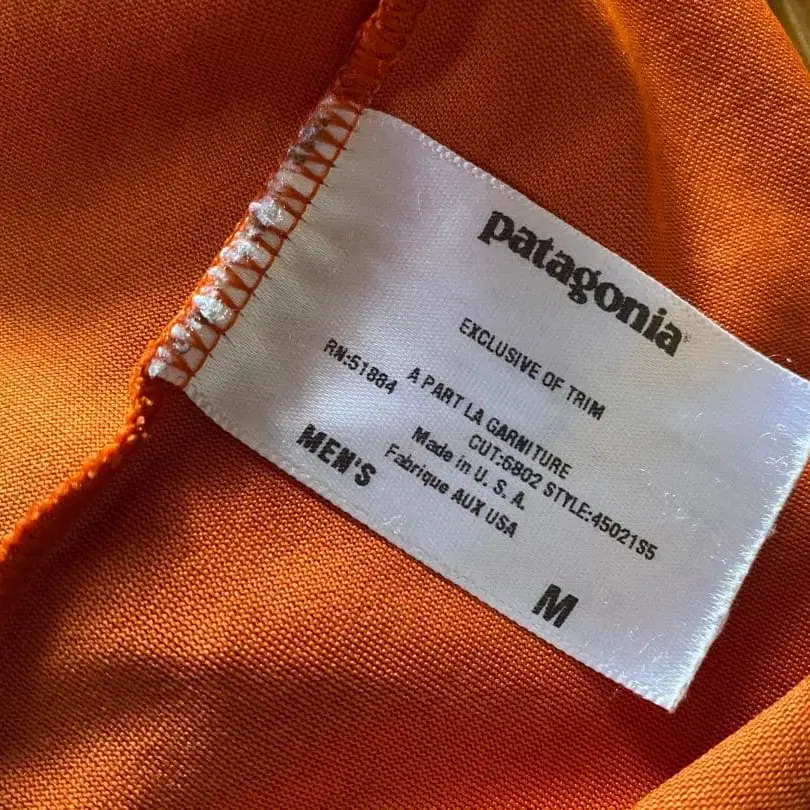 patagonia®
EXCLUSIVE OF TRIM
RN:51884
A PART LA GARNITURE
CUT:6802 STYLE:45021S5
Made in U. S. A.
Fabrique AUX USA
MEN'S
M